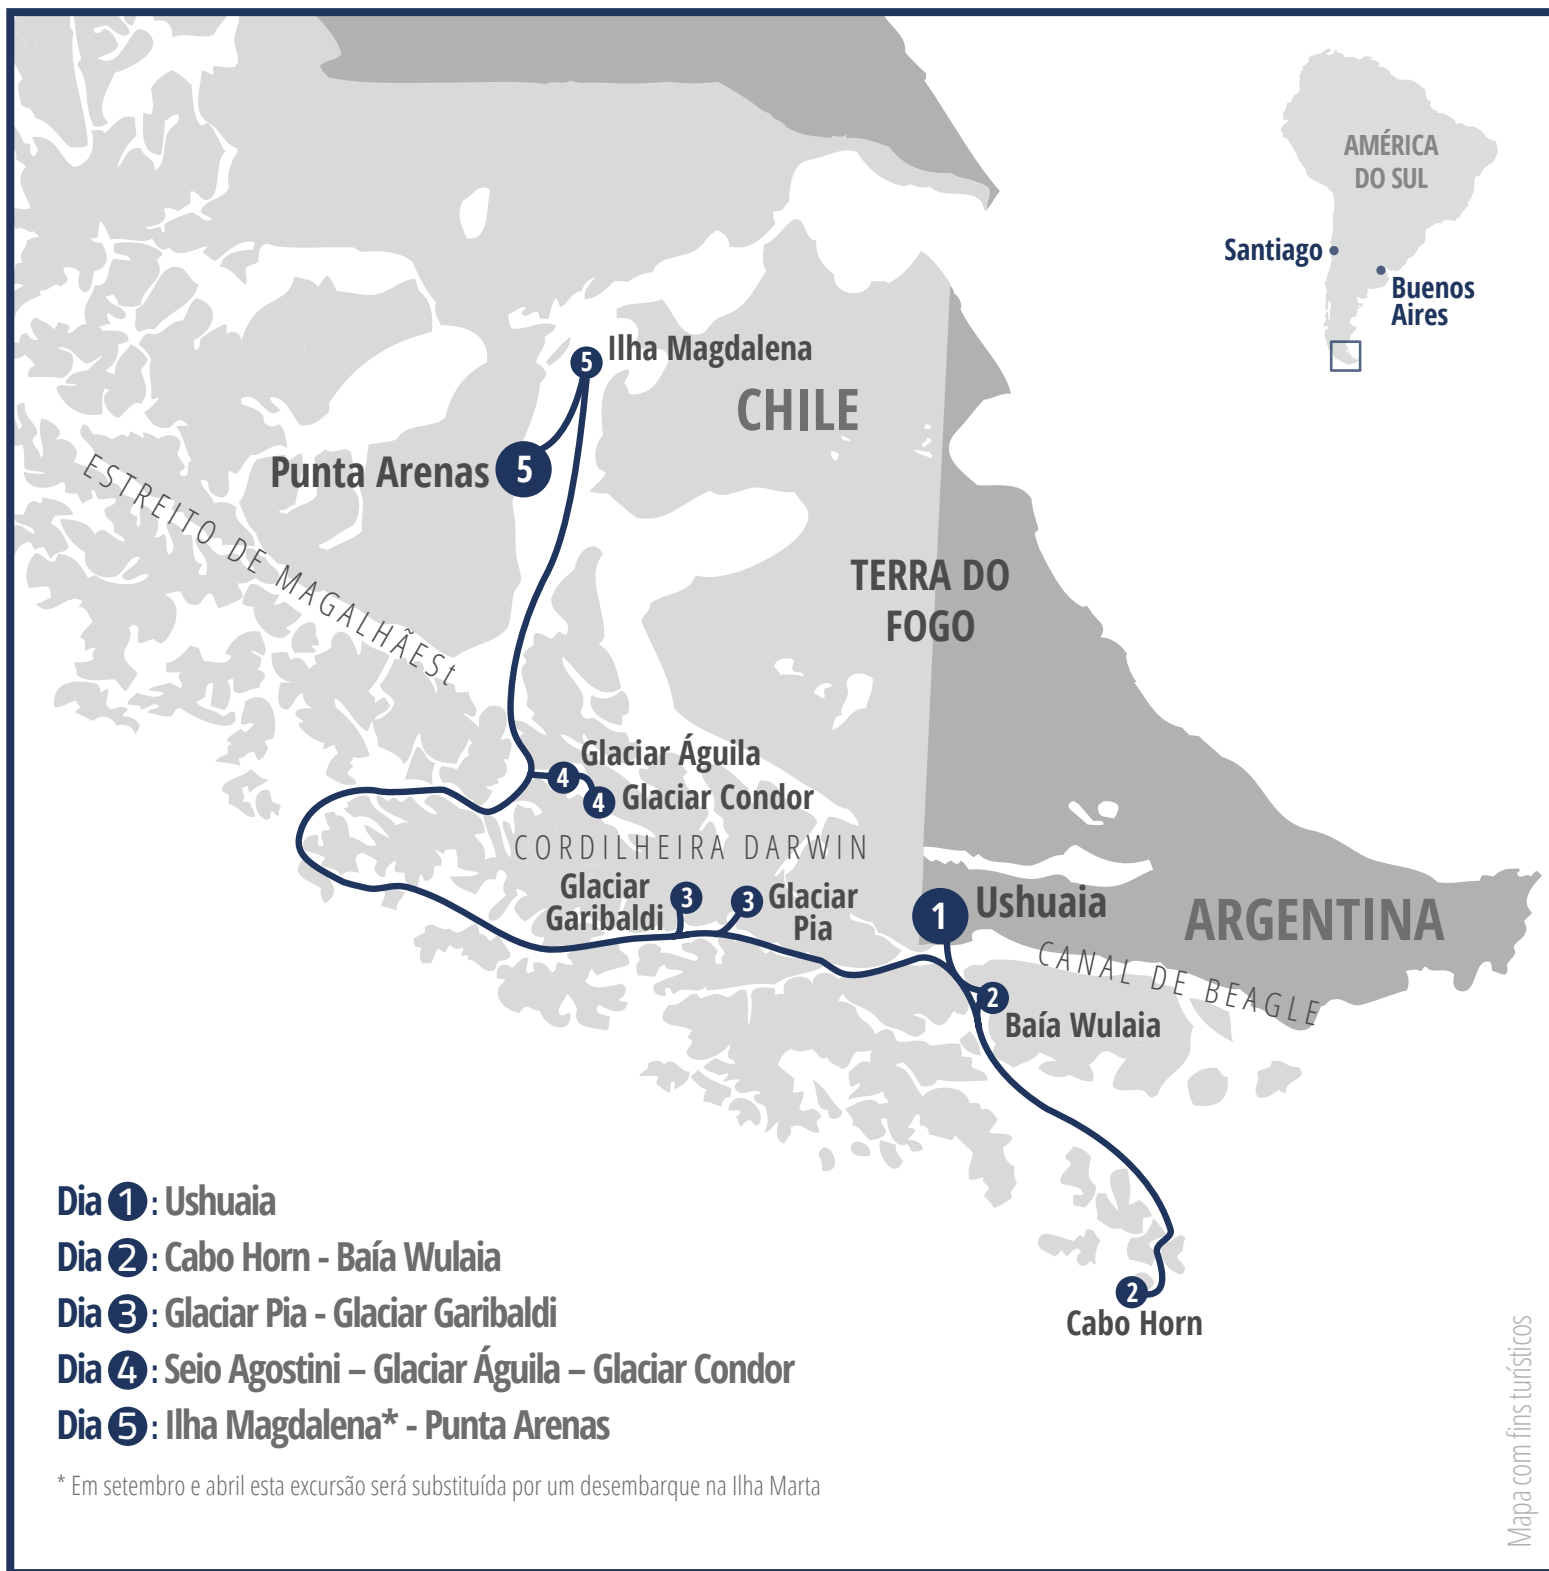 AMÉRICA
DO SUL
Santiago
Buenos
Aires
5
Ilha Magdalena
CHILE
Punta Arenas
5
ESTREITO DE MAGALHÃESt
TERRA DO
FOGO
Glaciar Águila
4
4
Glaciar Condor
CORDILHEIRA DARWIN
Glaciar
Garibaldi
3
3
Glaciar
Pia
1
Ushuaia
ARGENTINA
CANAL DE BEAGLE
2
Baía Wulaia
2
Cabo Horn
Dia 1: Ushuaia
Dia 2: Cabo Horn - Baía Wulaia
Dia 3: Glaciar Pia - Glaciar Garibaldi
Dia 4: Seio Agostini – Glaciar Águila – Glaciar Condor
Dia 5: Ilha Magdalena* - Punta Arenas
* Em setembro e abril esta excursão será substituída por um desembarque na Ilha Marta
Mapa com fins turísticos